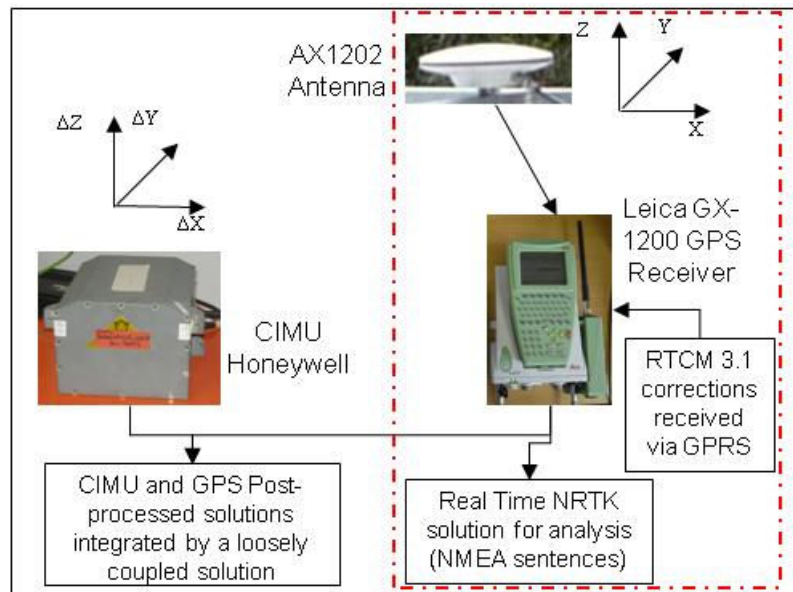 AX1202
Antenna
Z
Y
X
ΔZ
ΔY
ΔX
Leica GX-
1200 GPS
Receiver
CIMU
Honeywell
RTCM 3.1
corrections
received
via GPRS
CIMU and GPS Post-
processed solutions
integrated by a loosely
coupled solution
Real Time NRTK
solution for analysis
(NMEA sentences)